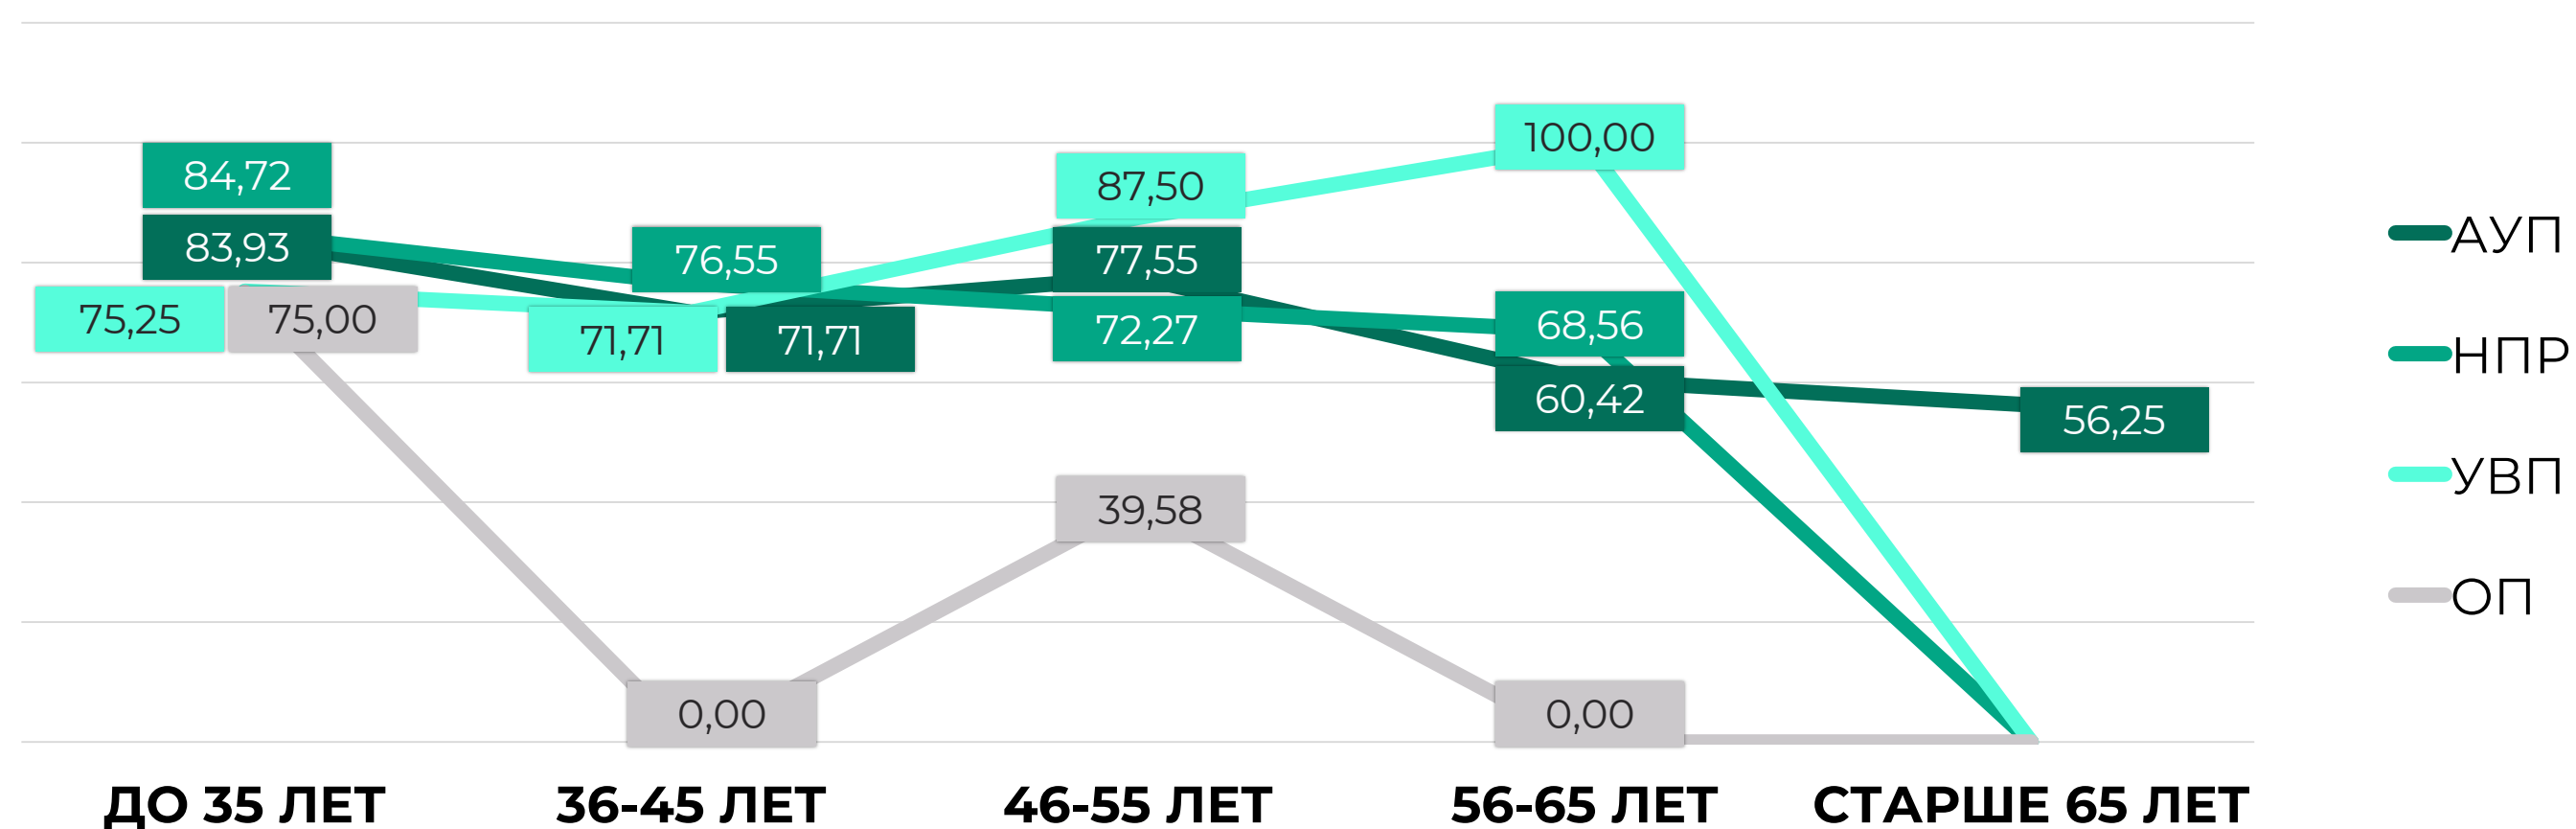 84,72
83,93
75,25
75,00
76,55
71,71
71,71
87,50
77,55
72,27
39,58
0,00
100,00
68,56
60,42
0,00
56,25
ДО 35 ЛЕТ
36-45 ЛЕТ
46-55 ЛЕТ
56-65 ЛЕТ
СТАРШЕ 65 ЛЕТ
АУП
НПР
УВП
ОП